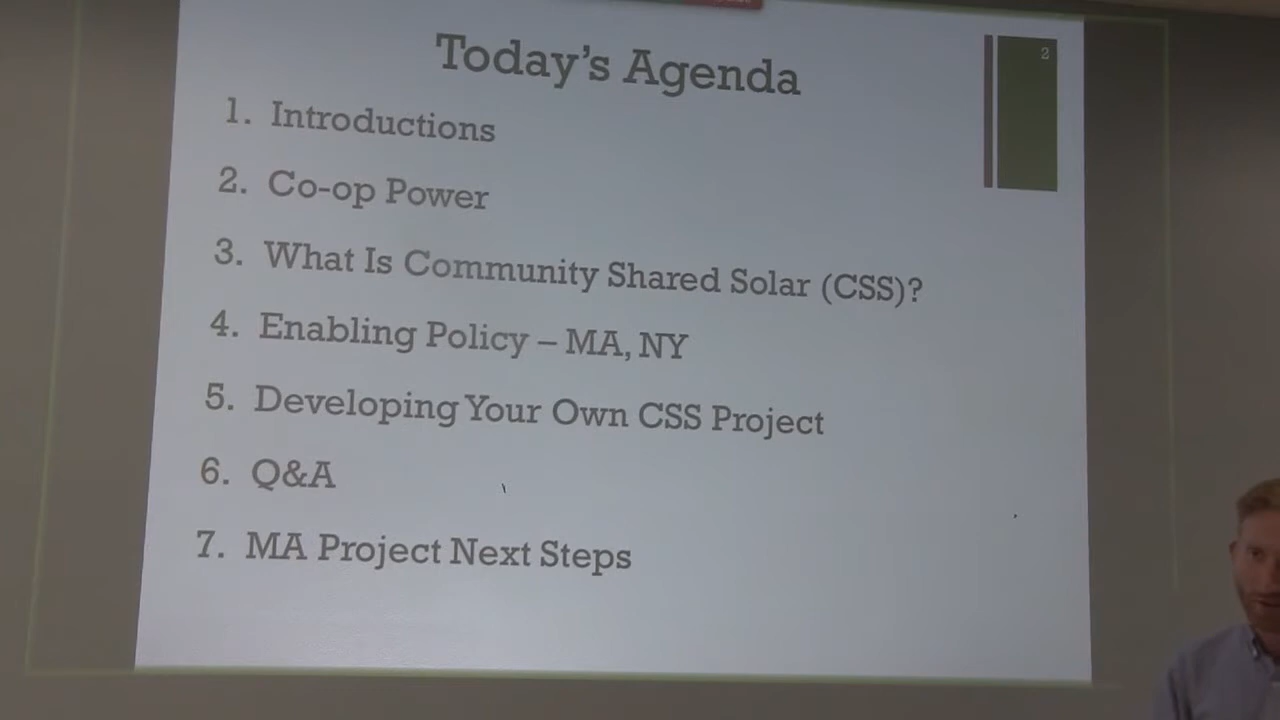 Today's Agenda
2
1. Introductions
2. Co-op Power
3. What Is Community Shared Solar (CSS)?
4. Enabling Policy – MA, NY
5. Developing Your Own CSS Project
6. Q&A
7. MA Project Next Steps